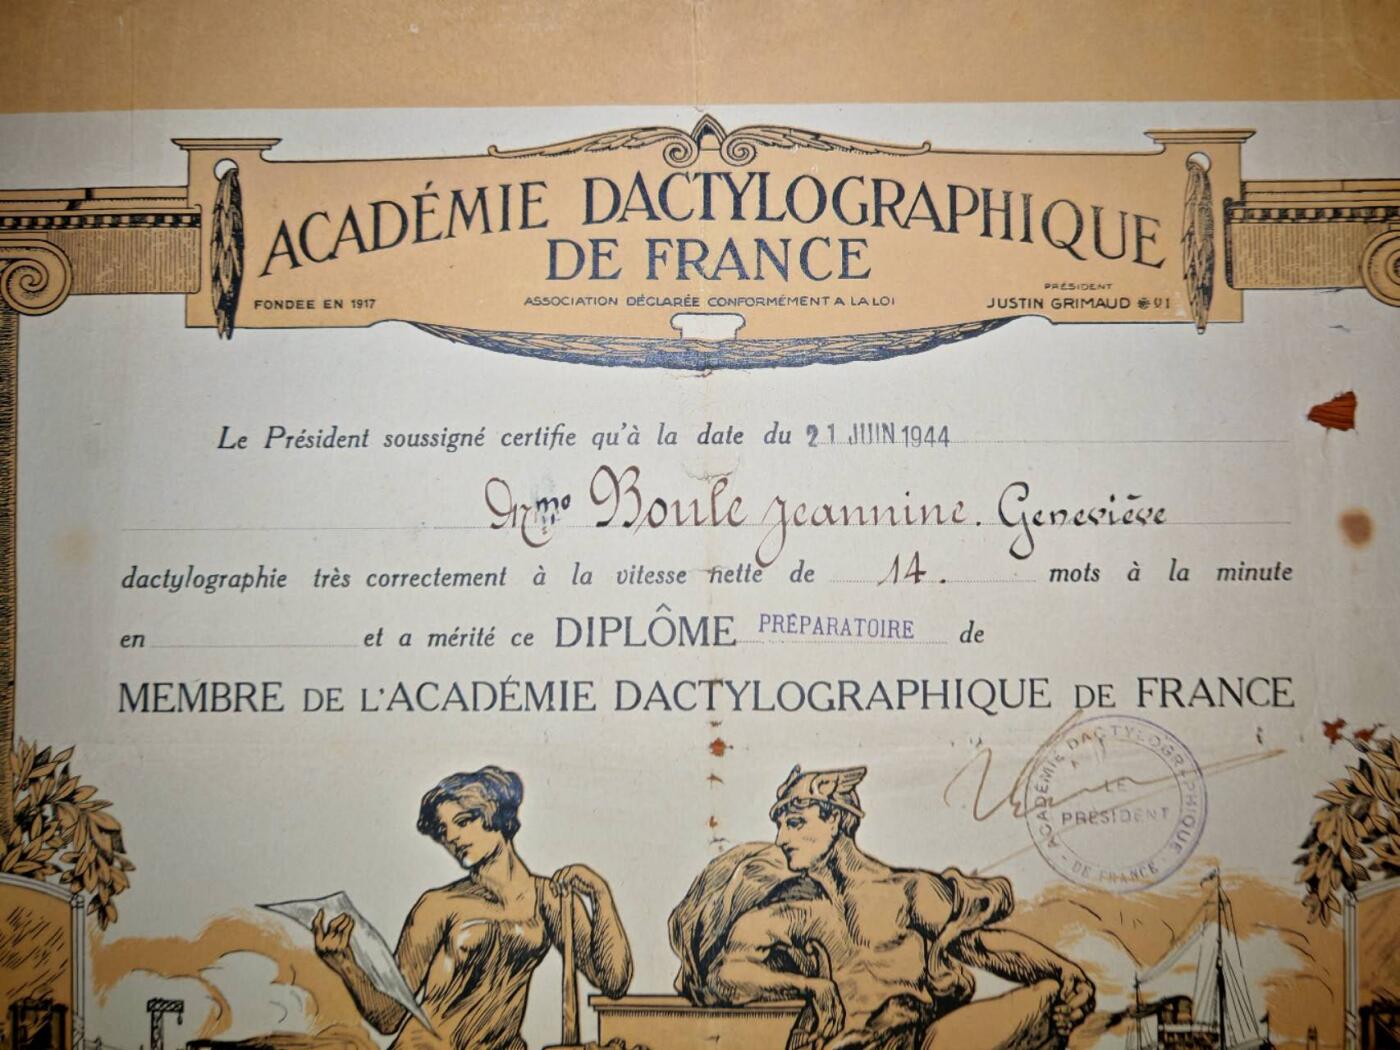 ACADÉMIE DACTYLOGRAPHIQUE
DE FRANCE
FONDEE EN 1917
ASSOCIATION DÉCLARÉE CONFORMÉMENT A LA LOI
PRÉSIDENT
JUSTIN GRIMAUD
Le Président soussigné certifie qu'à la date du 21 JUIN 1944
Mme Boule Jeannine. Geneviève
dactylographie très correctement à la vitesse nette de 14. mots à la minute
en et a mérité ce DIPLÔME PRÉPARATOIRE de
MEMBRE DE L'ACADÉMIE DACTYLOGRAPHIQUE DE FRANCE
ACADÉMIE DACTYLOGRAPHIQUE
LE
PRÉSIDENT
- DE FRANCE -